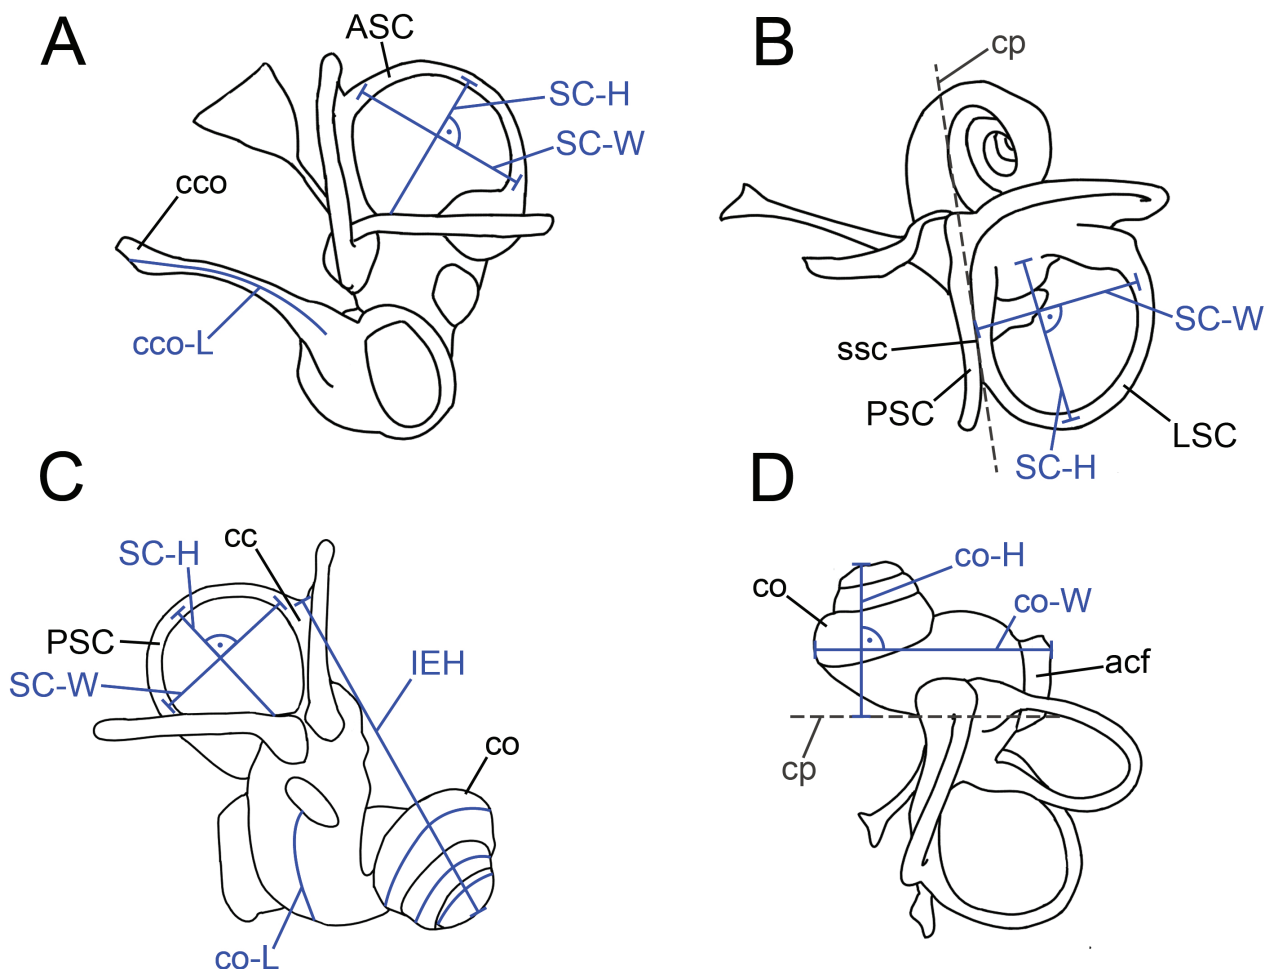 A
ASC
SC-H
SC-W
cco
cco-L
B
cp
SC-W
ssc
PSC
LSC
SC-H
C
cc
SC-H
PSC
SC-W
IEH
co
co-L
D
co-H
co
co-W
acf
cp